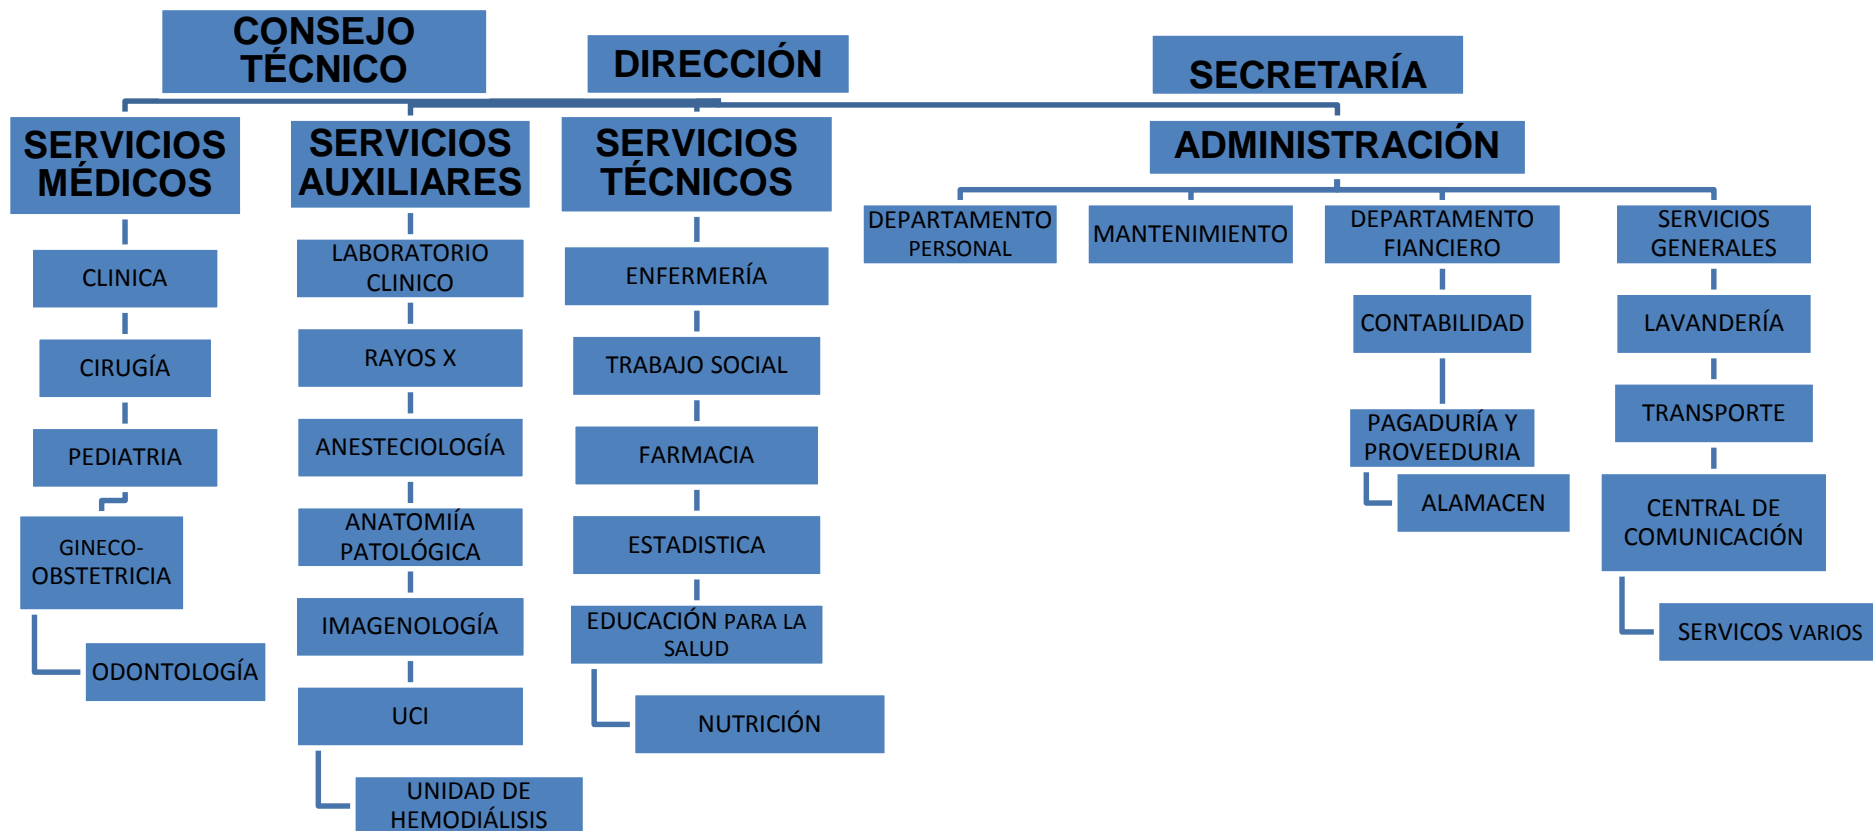 CONSEJO
TÉCNICO
DIRECCIÓN
SECRETARÍA
SERVICIOS
MÉDICOS
CLINICA
CIRUGÍA
PEDIATRIA
GINECO-
OBSTETRICIA
ODONTOLOGÍA
SERVICIOS
AUXILIARES
LABORATORIO
CLINICO
RAYOS X
ANESTECIOLOGÍA
ANATOMIÍA
PATOLÓGICA
IMAGENOLOGÍA
UCI
UNIDAD DE
HEMODIÁLISIS
SERVICIOS
TÉCNICOS
ENFERMERÍA
TRABAJO SOCIAL
FARMACIA
ESTADISTICA
EDUCACIÓN PARA LA
SALUD
NUTRICIÓN
ADMINISTRACIÓN
DEPARTAMENTO
PERSONAL
MANTENIMIENTO
DEPARTAMENTO
FIANCIERO
CONTABILIDAD
PAGADURÍA Y
PROVEEDURIA
ALAMACEN
SERVICIOS
GENERALES
LAVANDERÍA
TRANSPORTE
CENTRAL DE
COMUNICACIÓN
SERVICOS VARIOS